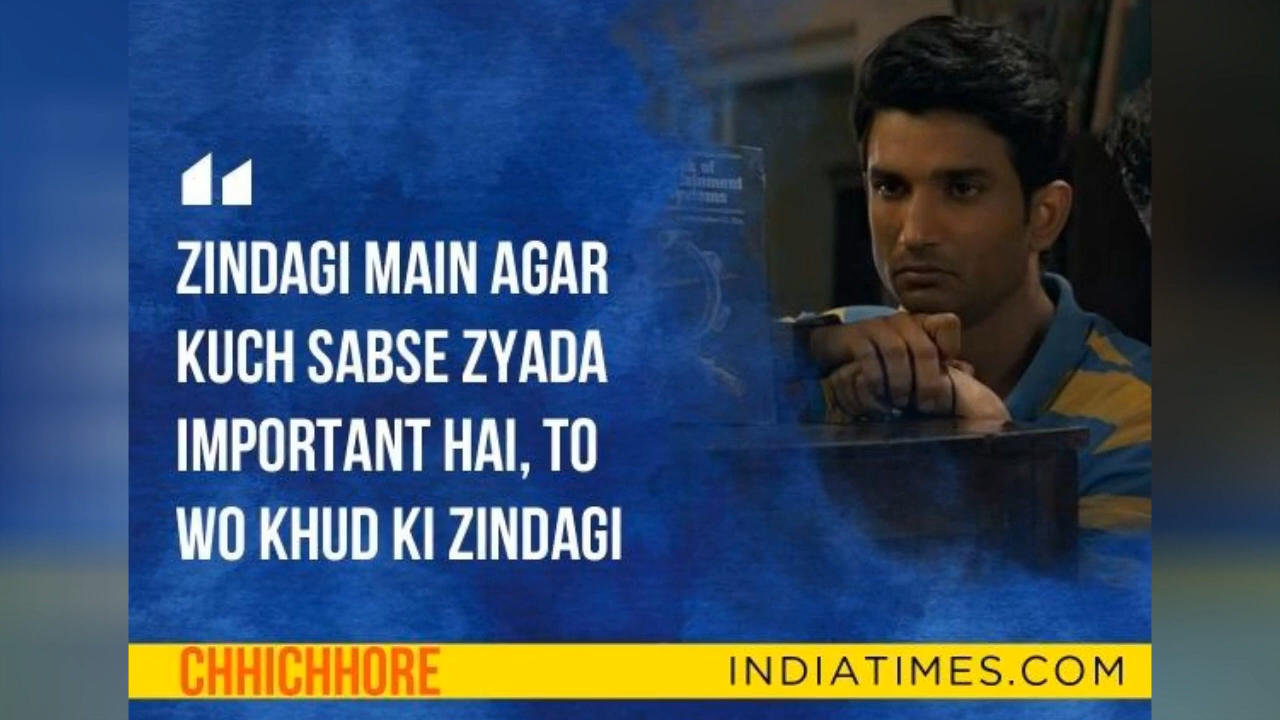 ZINDAGI MAIN AGAR
KUCH SABSE ZYADA
IMPORTANT HAI, TO
WO KHUD KI ZINDAGI
CHHICHHORE
INDIATIMES.COM